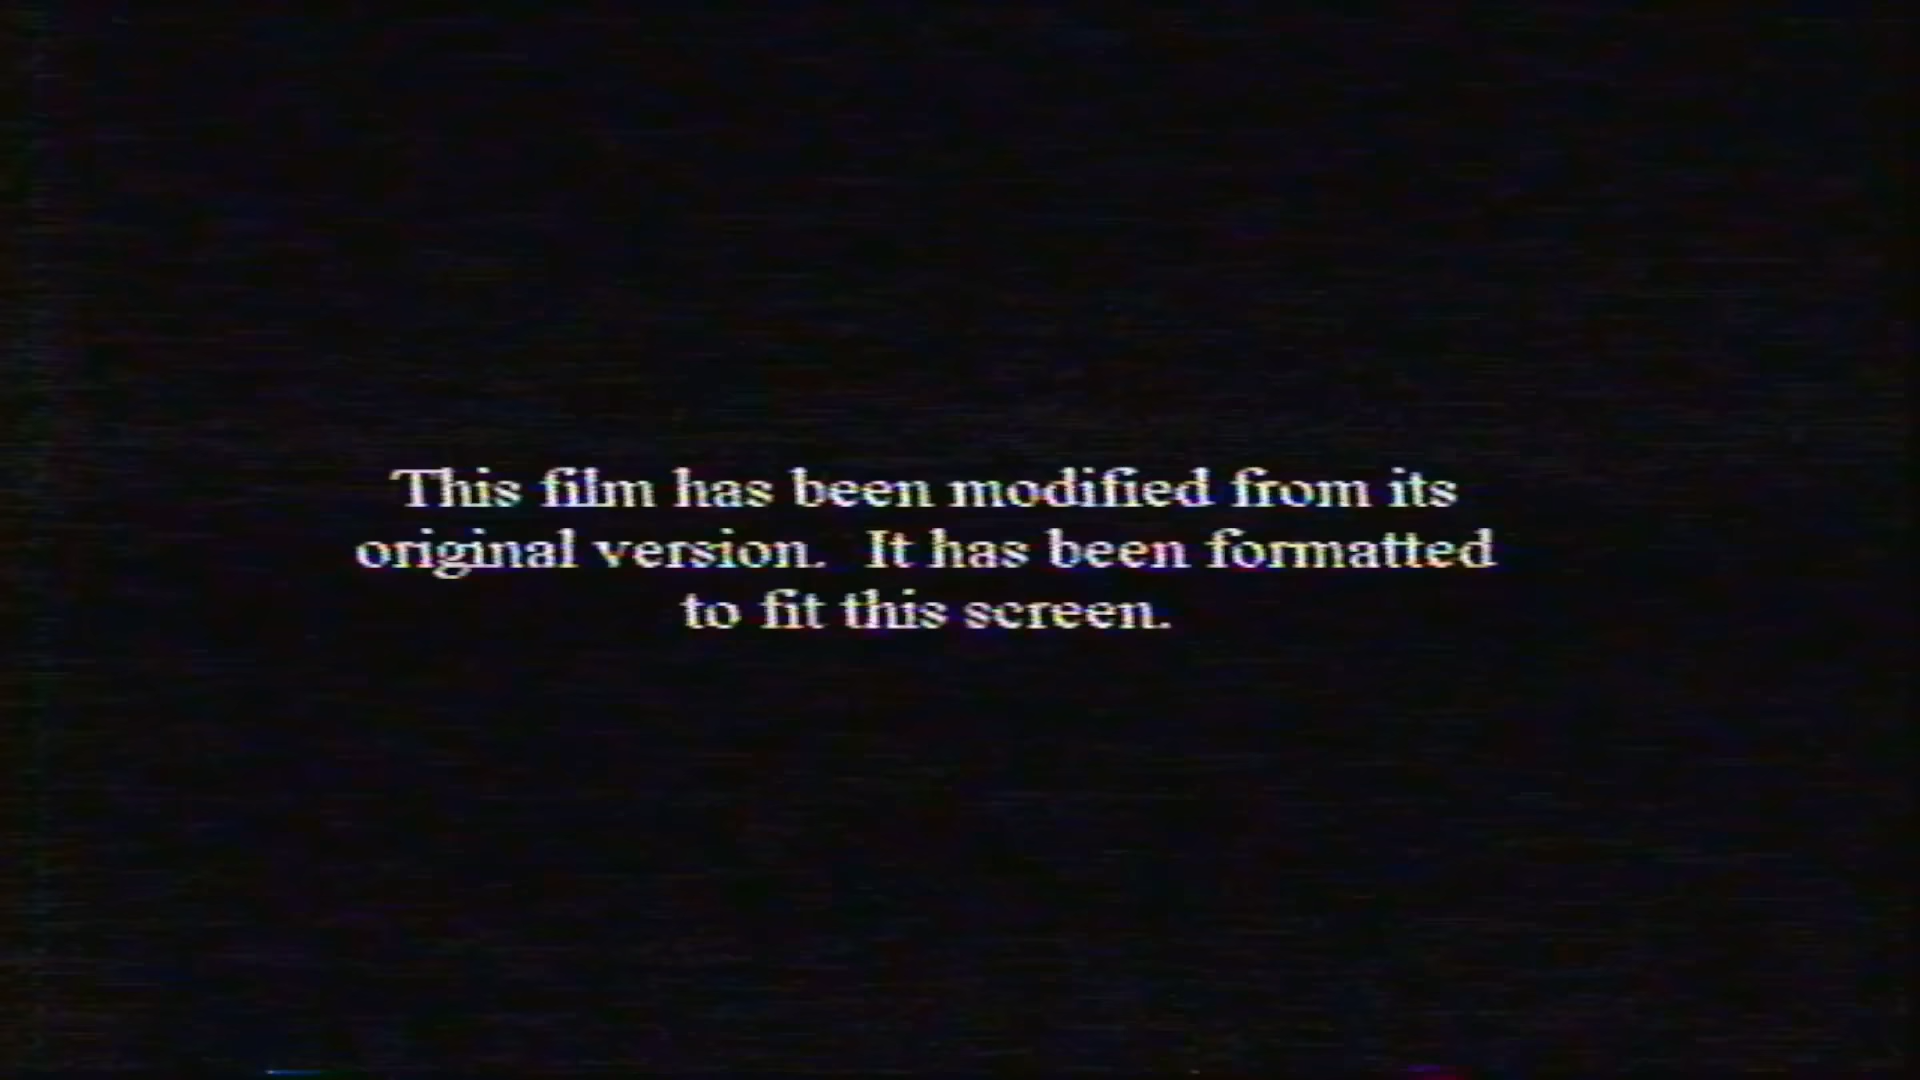 This film has been modified from its
original version.  It has been formatted
to fit this screen.